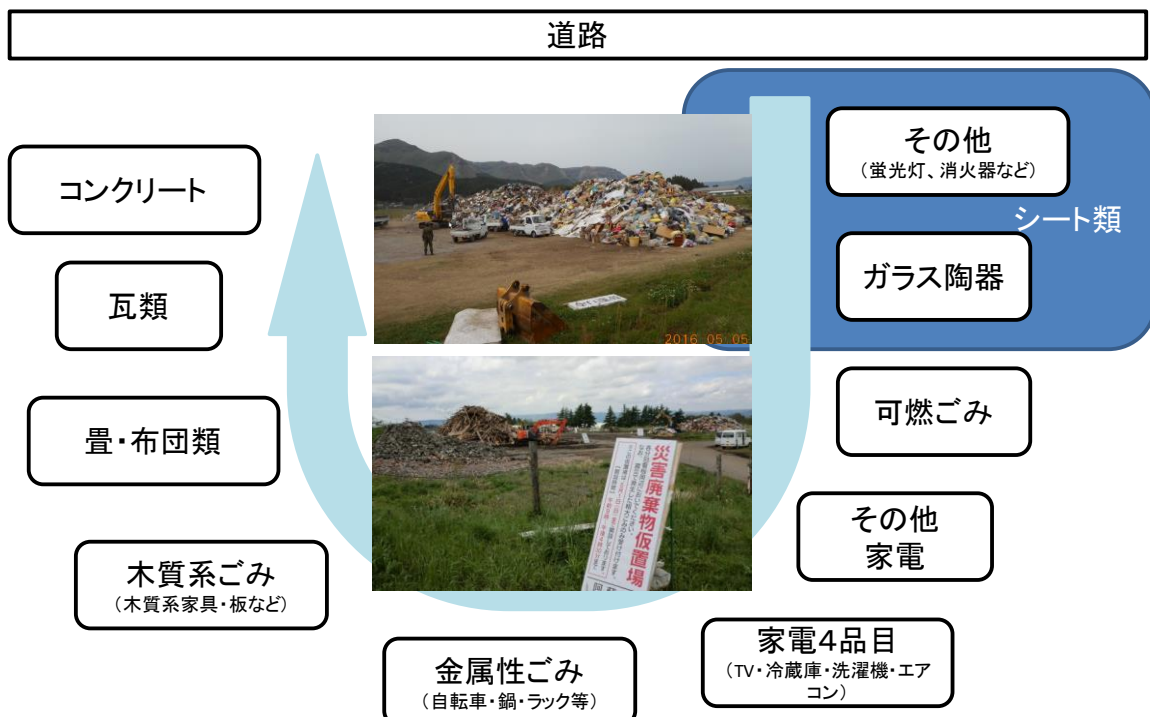 道路
その他
（蛍光灯、消火器など）
シート類
ガラス陶器
可燃ごみ
その他
家電
家電4品目
（TV・冷蔵庫・洗濯機・エア
コン）
金属性ごみ
（自転車・鍋・ラック等）
木質系ごみ
（木質系家具・板など）
畳・布団類
瓦類
コンクリート
2016 05/05
災害廃棄物仮置場